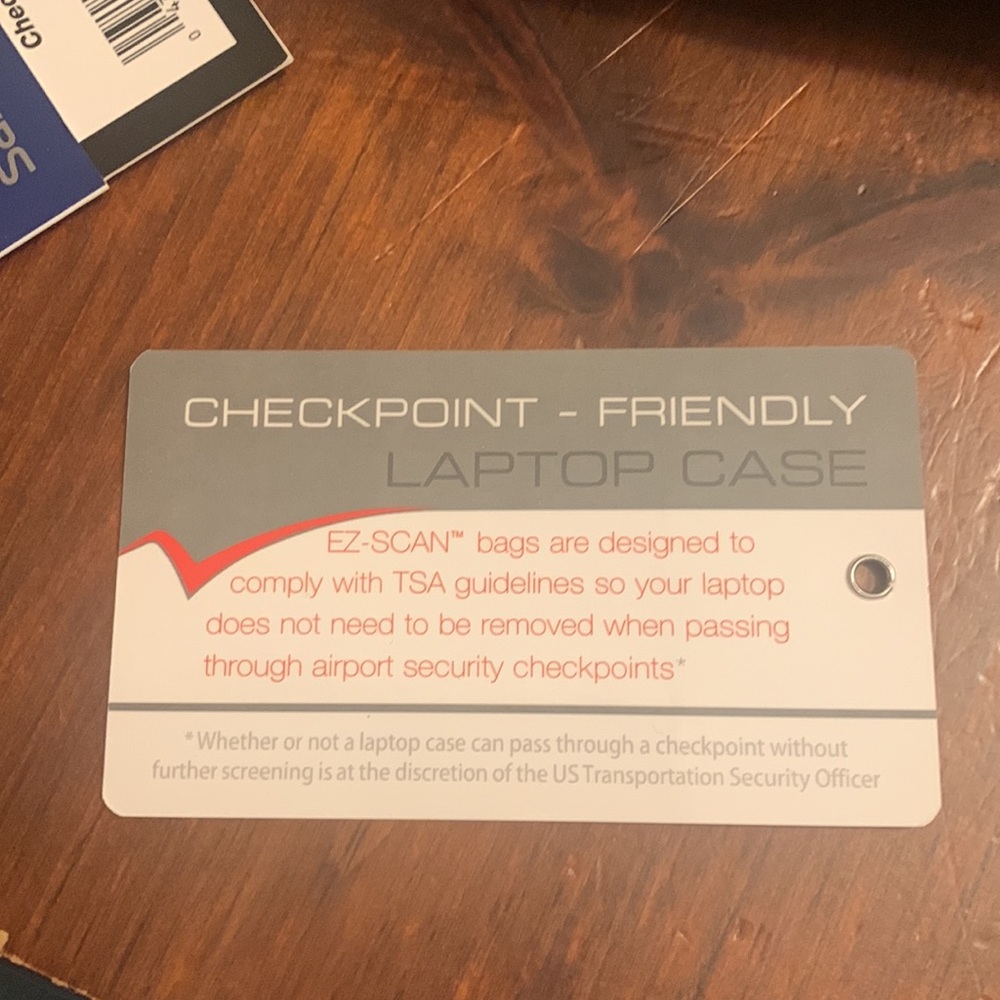 CHECKPOINT - FRIENDLY
LAPTOP CASE
EZ-SCAN™ bags are designed to
comply with TSA guidelines so your laptop
does not need to be removed when passing
through airport security checkpoints*
*Whether or not a laptop case can pass through a checkpoint without
further screening is at the discretion of the US Transportation Security Officer